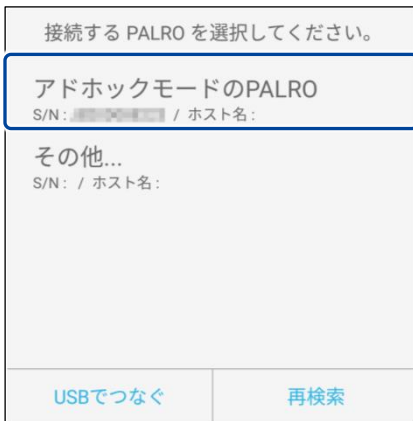 接続する PALRO を選択してください。
アドホックモードのPALRO
S/N: / ホスト名:
その他...
S/N: / ホスト名:
USBでつなぐ
再検索